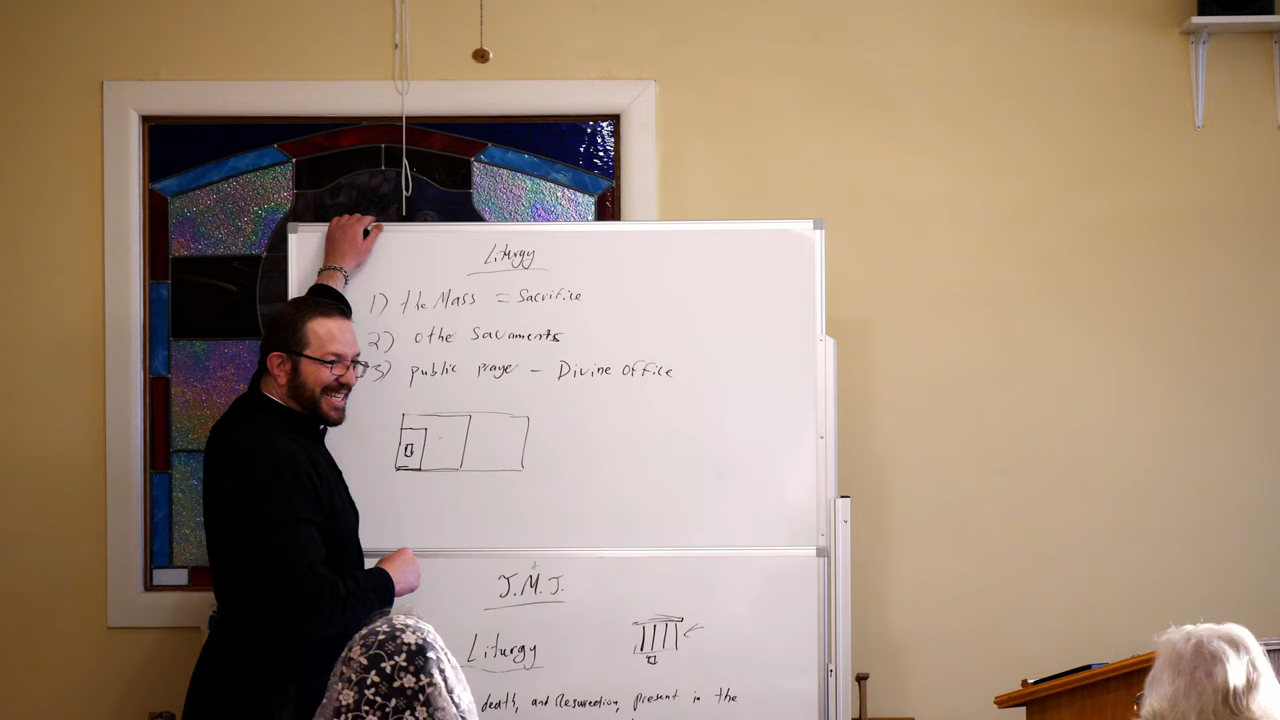 Liturgy
1) the Mass = Sacrifice
2) other Sacraments
3) public prayer - Divine Office
J.M.J.
Liturgy
death, and Resurrection, present in the